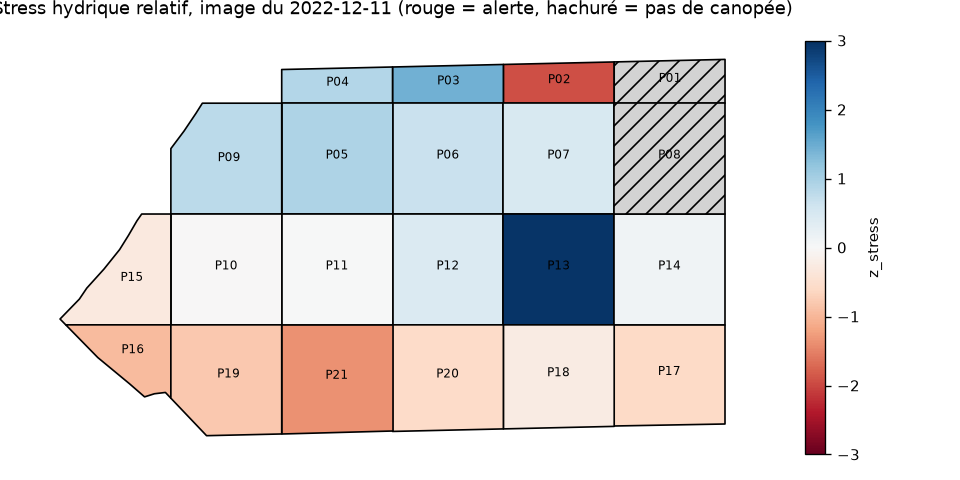 Stress hydrique relatif, image du 2022-12-11 (rouge = alerte, hachuré = pas de canopée)
P04 P03 P02 P01
P09 P05 P06 P07 P08
P15 P10 P11 P12 P13 P14
P16 P19 P21 P20 P18 P17
3
2
1
0
−1
−2
−3
z_stress